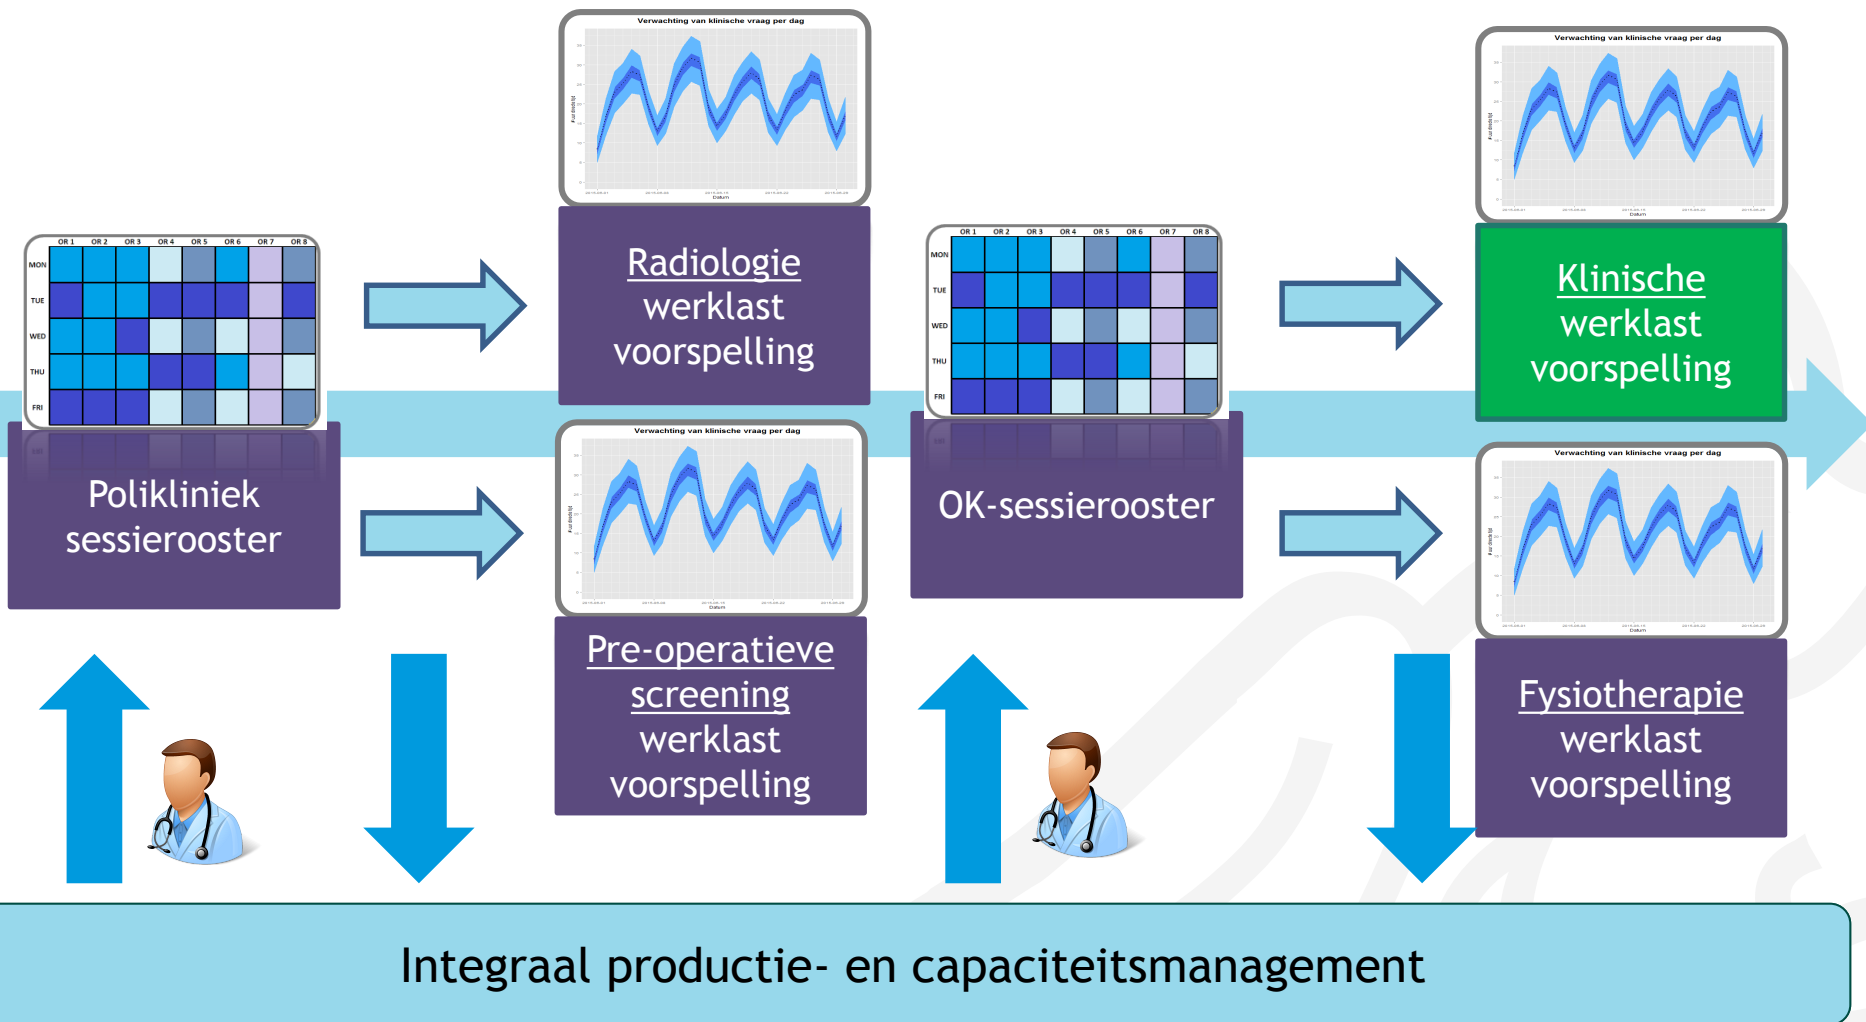 Verwachting van klinische vraag per dag
Datum
Radiologie
werklast
voorspelling
OR 1 OR 2 OR 3 OR 4 OR 5 OR 6 OR 7 OR 8
MON
TUE
WED
THU
FRI
Polikliniek
sessierooster
Verwachting van klinische vraag per dag
Datum
Pre-operatieve
screening
werklast
voorspelling
OR 1 OR 2 OR 3 OR 4 OR 5 OR 6 OR 7 OR 8
MON
TUE
WED
THU
FRI
OK-sessierooster
Verwachting van klinische vraag per dag
Datum
Klinische
werklast
voorspelling
Verwachting van klinische vraag per dag
Datum
Fysiotherapie
werklast
voorspelling
Integraal productie- en capaciteitsmanagement